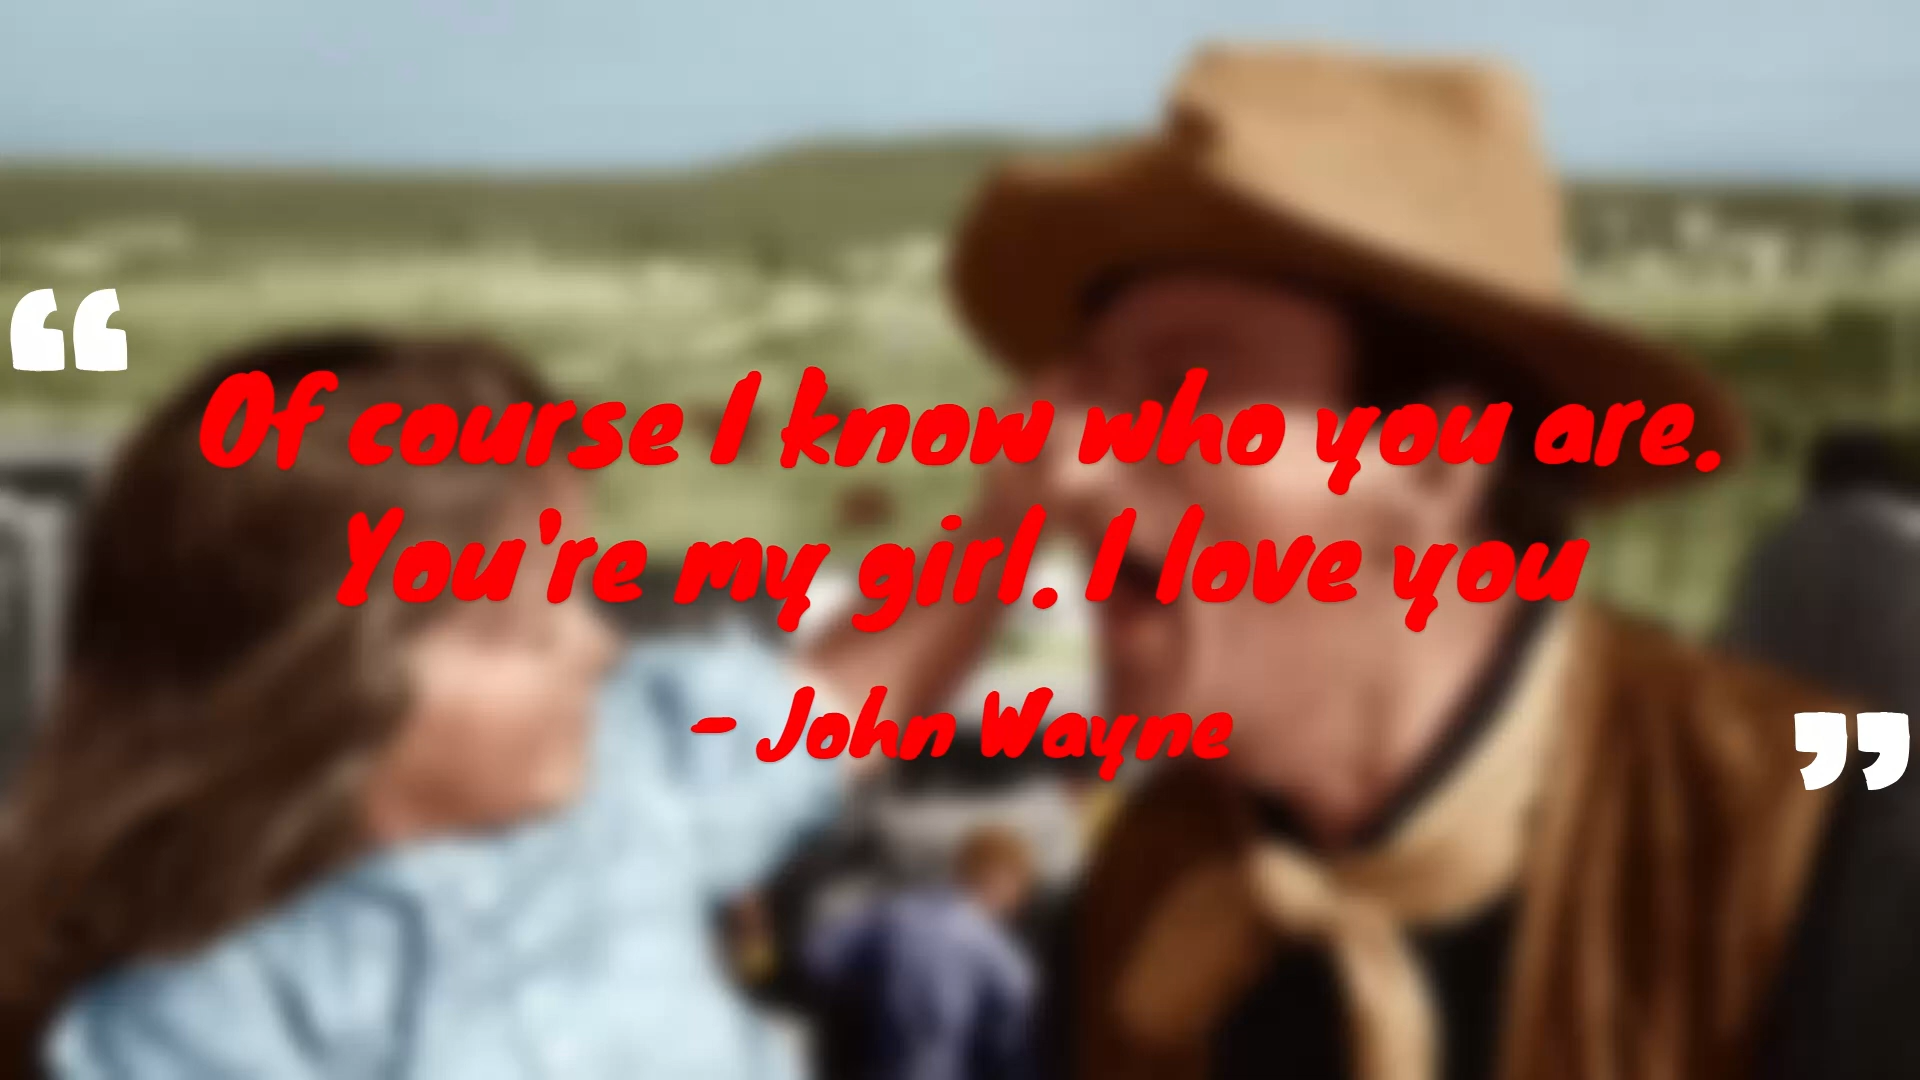 “
Of course I know who you are.
You're my girl. I love you
- John Wayne
”